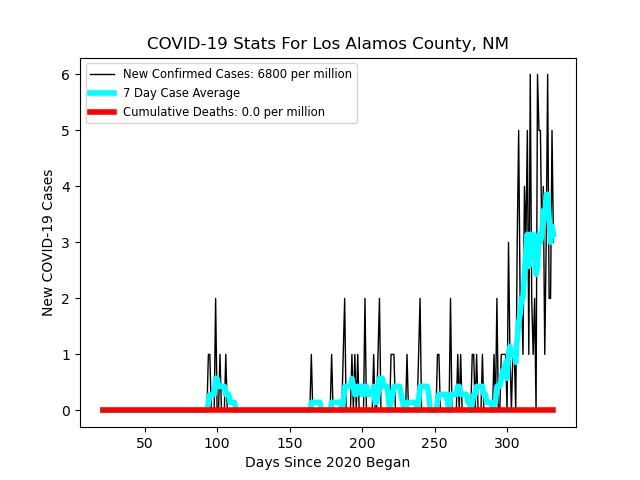 COVID-19 Stats For Los Alamos County, NM
New Confirmed Cases: 6800 per million
7 Day Case Average
Cumulative Deaths: 0.0 per million
New COVID-19 Cases
6
5
4
3
2
1
0
50 100 150 200 250 300
Days Since 2020 Began